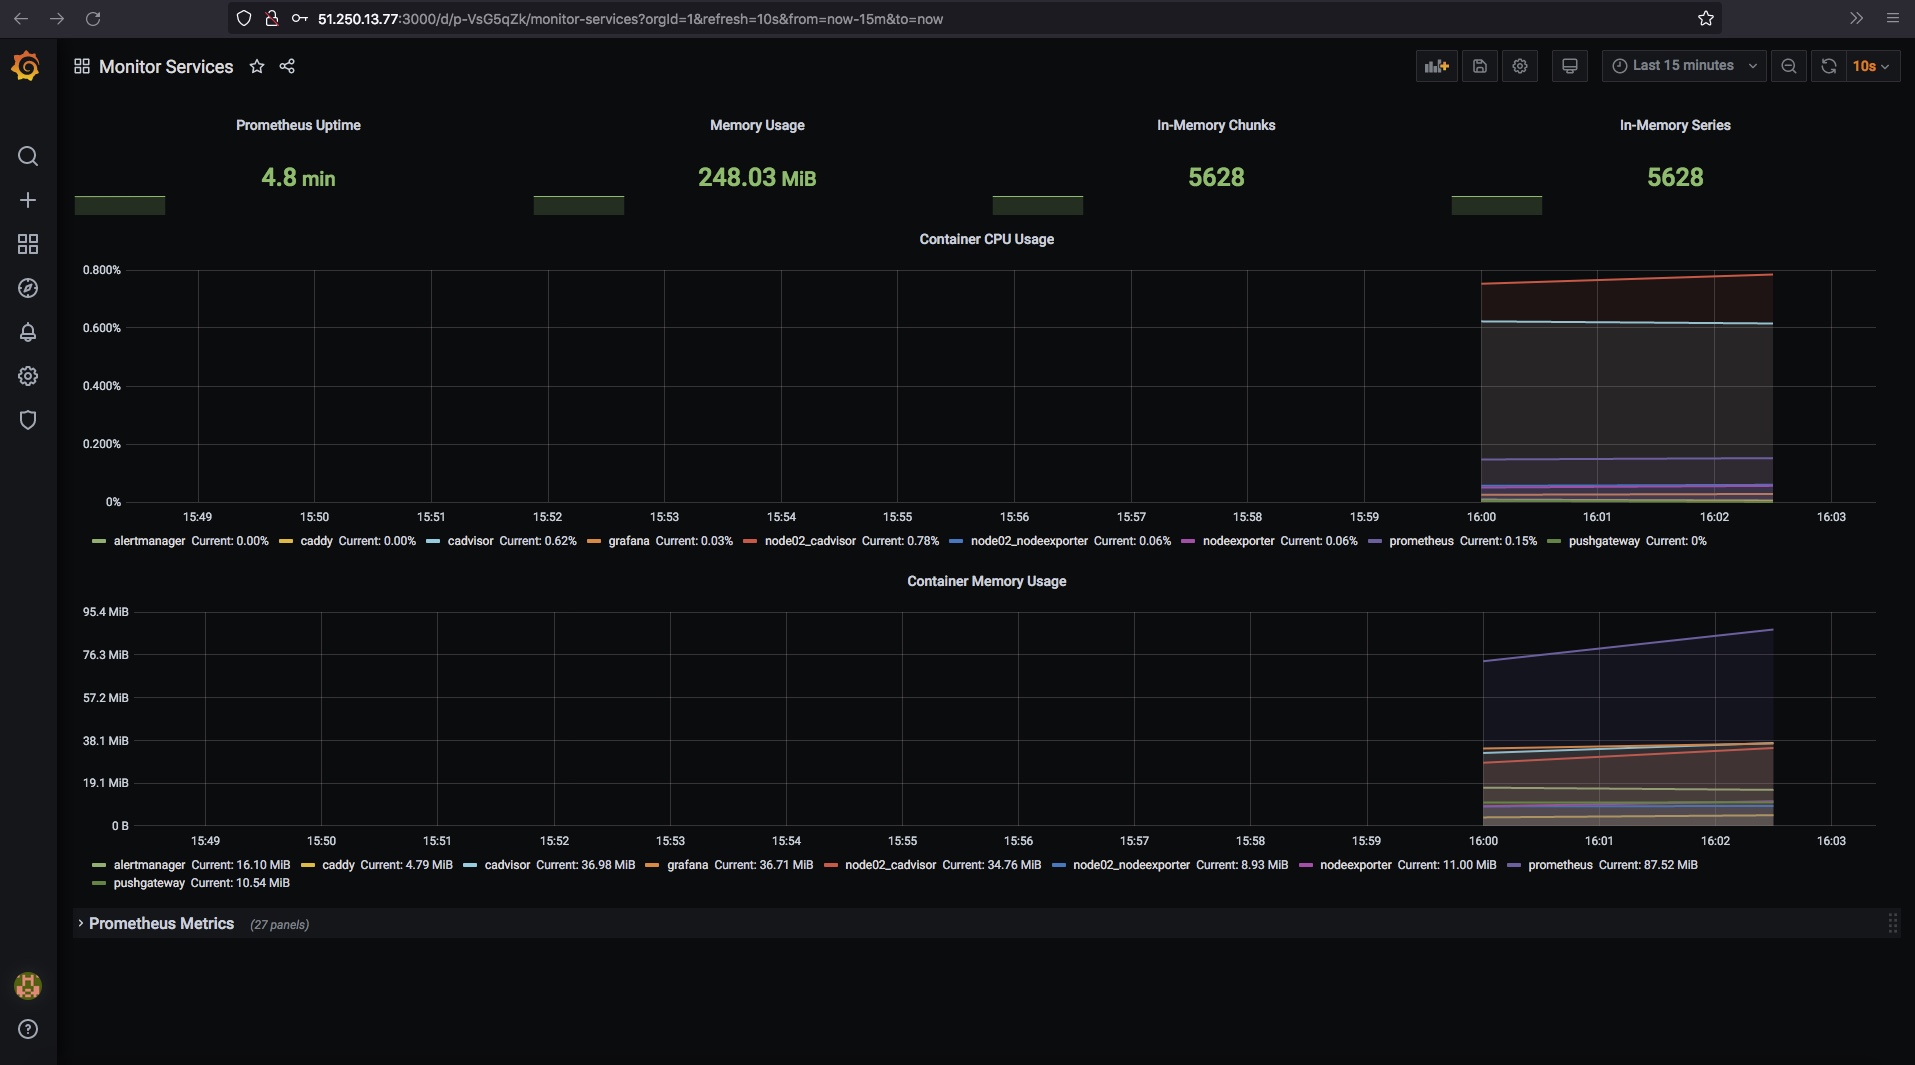 51.250.13.77:3000/d/p-VsG5qZk/monitor-services?orgId=1&refresh=10s&from=now-15m&to=now
Monitor Services
Last 15 minutes
10s
Prometheus Uptime
Memory Usage
In-Memory Chunks
In-Memory Series
4.8 min
248.03 MiB
5628
5628
Container CPU Usage
0.800%
0.600%
0.400%
0.200%
0%
15:49 15:50 15:51 15:52 15:53 15:54 15:55 15:56 15:57 15:58 15:59 16:00 16:01 16:02 16:03
alertmanager Current: 0.00% caddy Current: 0.00% cadvisor Current: 0.62% grafana Current: 0.03% node02_cadvisor Current: 0.78% node02_nodeexporter Current: 0.06% nodeexporter Current: 0.06% prometheus Current: 0.15% pushgateway Current: 0%
Container Memory Usage
95.4 MiB
76.3 MiB
57.2 MiB
38.1 MiB
19.1 MiB
0 B
15:49 15:50 15:51 15:52 15:53 15:54 15:55 15:56 15:57 15:58 15:59 16:00 16:01 16:02 16:03
alertmanager Current: 16.10 MiB caddy Current: 4.79 MiB cadvisor Current: 36.98 MiB grafana Current: 36.71 MiB node02_cadvisor Current: 34.76 MiB node02_nodeexporter Current: 8.93 MiB nodeexporter Current: 11.00 MiB prometheus Current: 87.52 MiB
pushgateway Current: 10.54 MiB
Prometheus Metrics (27 panels)